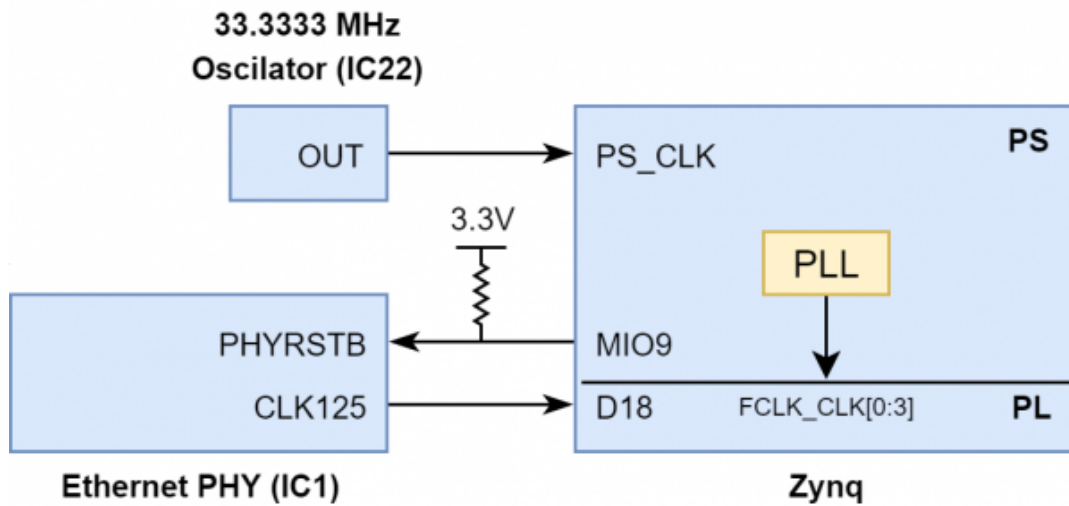 33.3333 MHz
Oscilator (IC22)
OUT
PS_CLK
PS
3.3V
PLL
PHYRSTB
MIO9
CLK125
D18
FCLK_CLK[0:3]
PL
Ethernet PHY (IC1)
Zynq